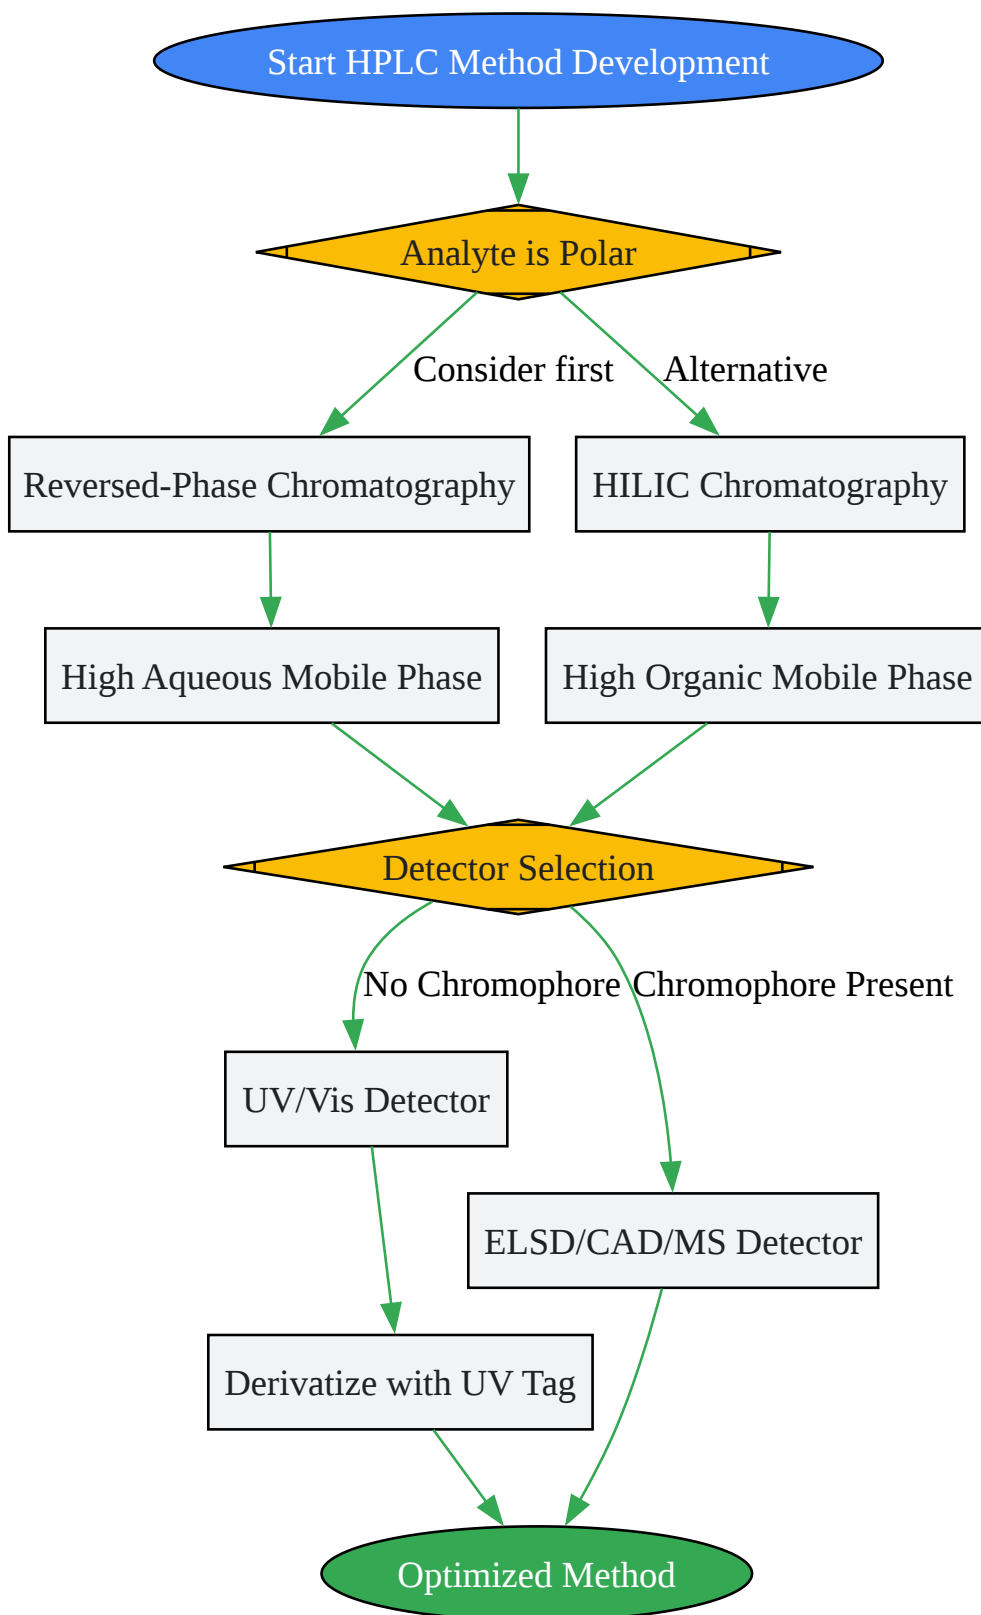 Start HPLC Method Development
Analyte is Polar
Consider first
Alternative
Reversed-Phase Chromatography
HILIC Chromatography
High Aqueous Mobile Phase
High Organic Mobile Phase
Detector Selection
No Chromophore
Chromophore Present
UV/Vis Detector
ELSD/CAD/MS Detector
Derivatize with UV Tag
Optimized Method